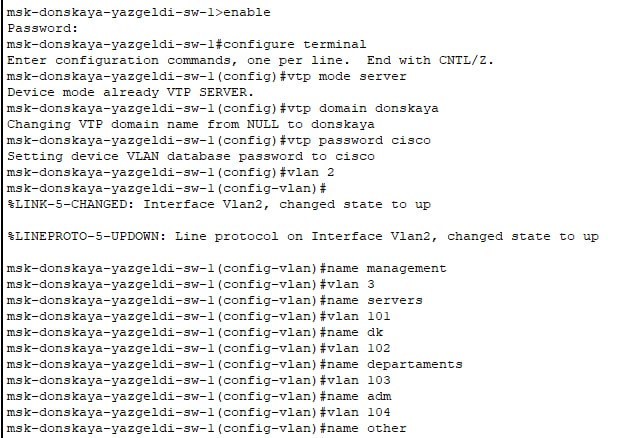 msk-donskaya-yazgeldi-sw-1>enable
Password:
msk-donskaya-yazgeldi-sw-1#configure terminal
Enter configuration commands, one per line.  End with CNTL/Z.
msk-donskaya-yazgeldi-sw-1(config)#vtp mode server
Device mode already VTP SERVER.
msk-donskaya-yazgeldi-sw-1(config)#vtp domain donskaya
Changing VTP domain name from NULL to donskaya
msk-donskaya-yazgeldi-sw-1(config)#vtp password cisco
Setting device VLAN database password to cisco
msk-donskaya-yazgeldi-sw-1(config)#vlan 2
msk-donskaya-yazgeldi-sw-1(config-vlan)#
%LINK-5-CHANGED: Interface Vlan2, changed state to up
%LINEPROTO-5-UPDOWN: Line protocol on Interface Vlan2, changed state to up
msk-donskaya-yazgeldi-sw-1(config-vlan)#name management
msk-donskaya-yazgeldi-sw-1(config-vlan)#vlan 3
msk-donskaya-yazgeldi-sw-1(config-vlan)#name servers
msk-donskaya-yazgeldi-sw-1(config-vlan)#vlan 101
msk-donskaya-yazgeldi-sw-1(config-vlan)#name dk
msk-donskaya-yazgeldi-sw-1(config-vlan)#vlan 102
msk-donskaya-yazgeldi-sw-1(config-vlan)#name departaments
msk-donskaya-yazgeldi-sw-1(config-vlan)#vlan 103
msk-donskaya-yazgeldi-sw-1(config-vlan)#name adm
msk-donskaya-yazgeldi-sw-1(config-vlan)#vlan 104
msk-donskaya-yazgeldi-sw-1(config-vlan)#name other